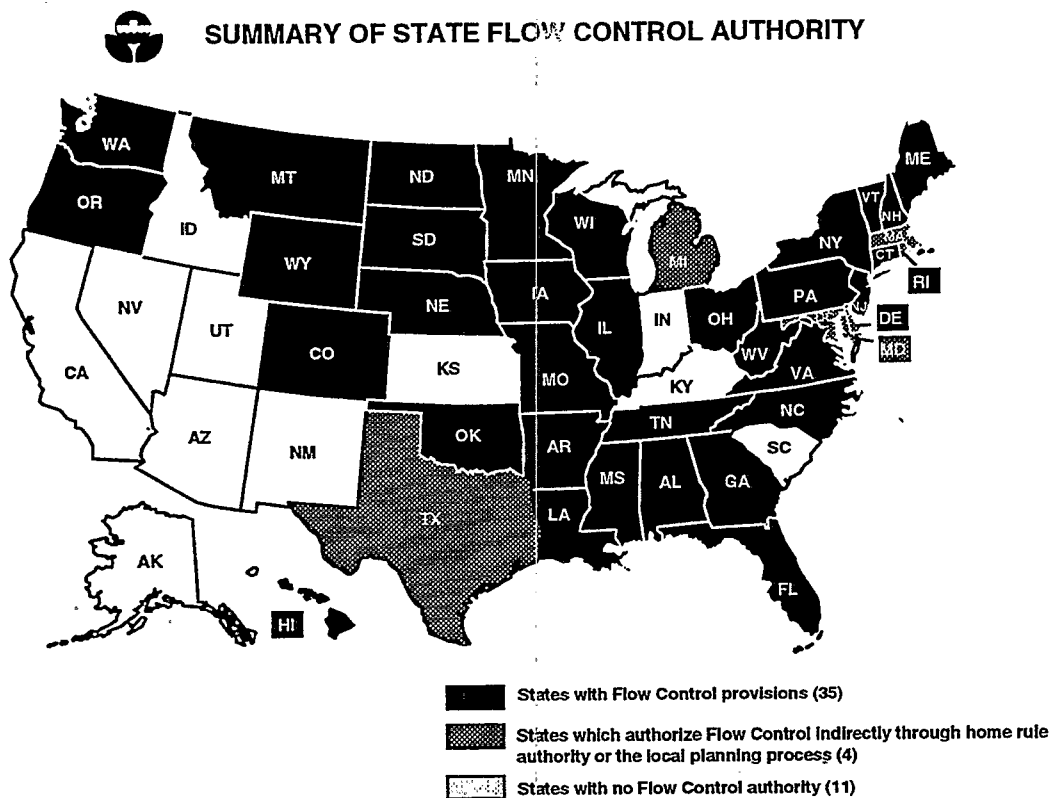 SUMMARY OF STATE FLOW CONTROL AUTHORITY
WA
MT
ND
MN
ME
OR
ID
SD
WI
VT
NH
WY
MI
NY
MA
CT
RI
NV
NE
IA
PA
NJ
UT
CO
IL
IN
OH
DE
MD
CA
KS
MO
WV
KY
VA
AZ
NM
OK
AR
TN
NC
SC
TX
MS
AL
GA
LA
AK
HI
FL
States with Flow Control provisions (35)
States which authorize Flow Control indirectly through home rule
authority or the local planning process (4)
States with no Flow Control authority (11)